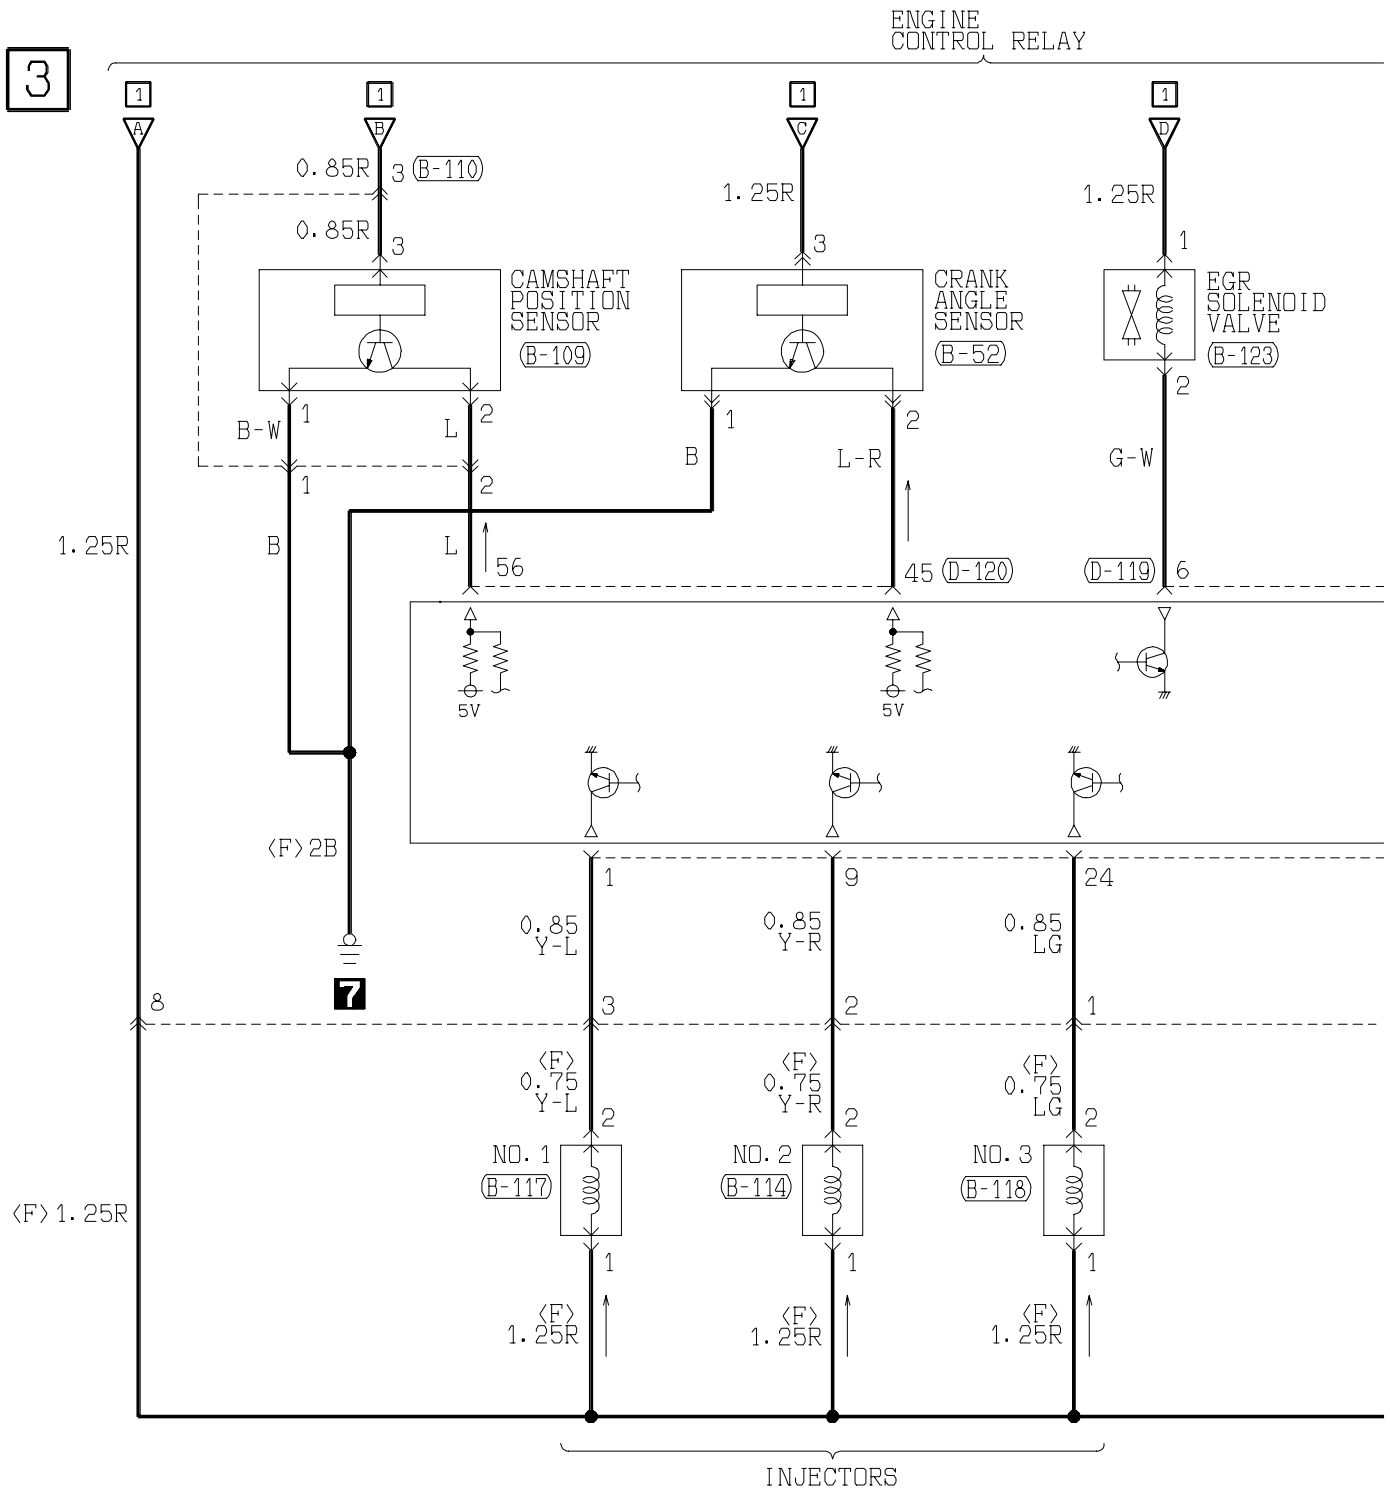 ENGINE
CONTROL RELAY
3
1
1
1
1
A
B
C
D
0.85R
3
(B-110)
1.25R
1.25R
0.85R
3
3
1
CAMSHAFT
POSITION
SENSOR
(B-109)
CRANK
ANGLE
SENSOR
(B-52)
EGR
SOLENOID
VALVE
(B-123)
1
2
1
2
2
B-W
L
B
L-R
G-W
1
2
1.25R
B
L
56
45
(D-120)
(D-119)
6
5V
5V
<F>2B
1
9
24
0.85
Y-L
0.85
Y-R
0.85
LG
7
8
3
2
1
<F>
0.75
Y-L
<F>
0.75
Y-R
<F>
0.75
LG
2
2
2
NO.1
(B-117)
NO.2
(B-114)
NO.3
(B-118)
<F>1.25R
1
1
1
<F>
1.25R
<F>
1.25R
<F>
1.25R
INJECTORS